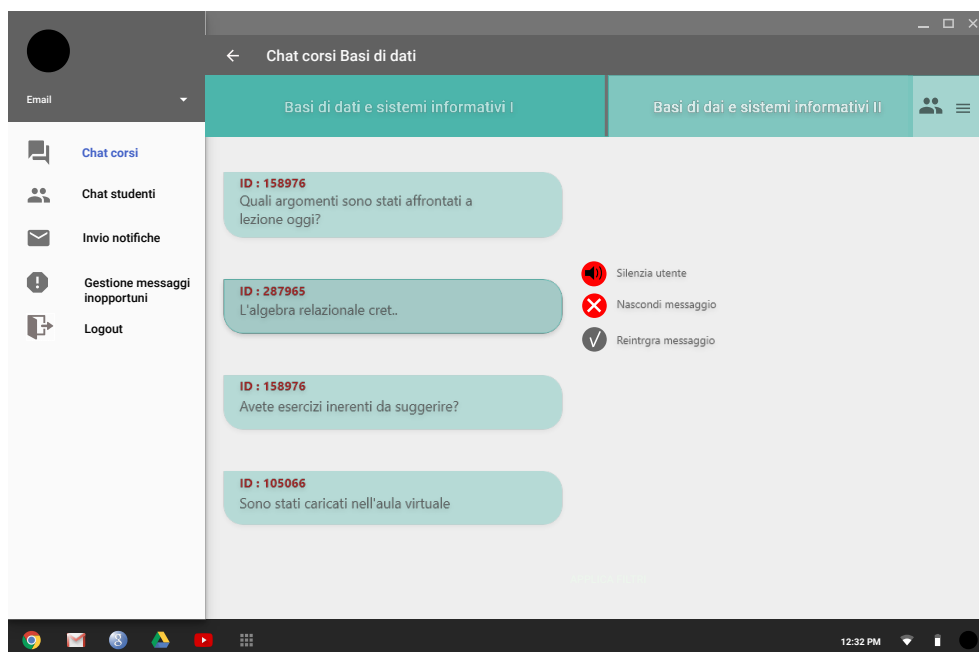 Chat corsi Basi di dati
Email
Basi di dati e sistemi informativi I
Basi di dai e sistemi informativi II
Chat corsi
Chat studenti
Invio notifiche
Gestione messaggi
inopportuni
Logout
ID : 158976
Quali argomenti sono stati affrontati a
lezione oggi?
ID : 287965
L'algebra relazionale cret..
Silenzia utente
Nascondi messaggio
Reintrgra messaggio
ID : 158976
Avete esercizi inerenti da suggerire?
ID : 105066
Sono stati caricati nell'aula virtuale
12:32 PM